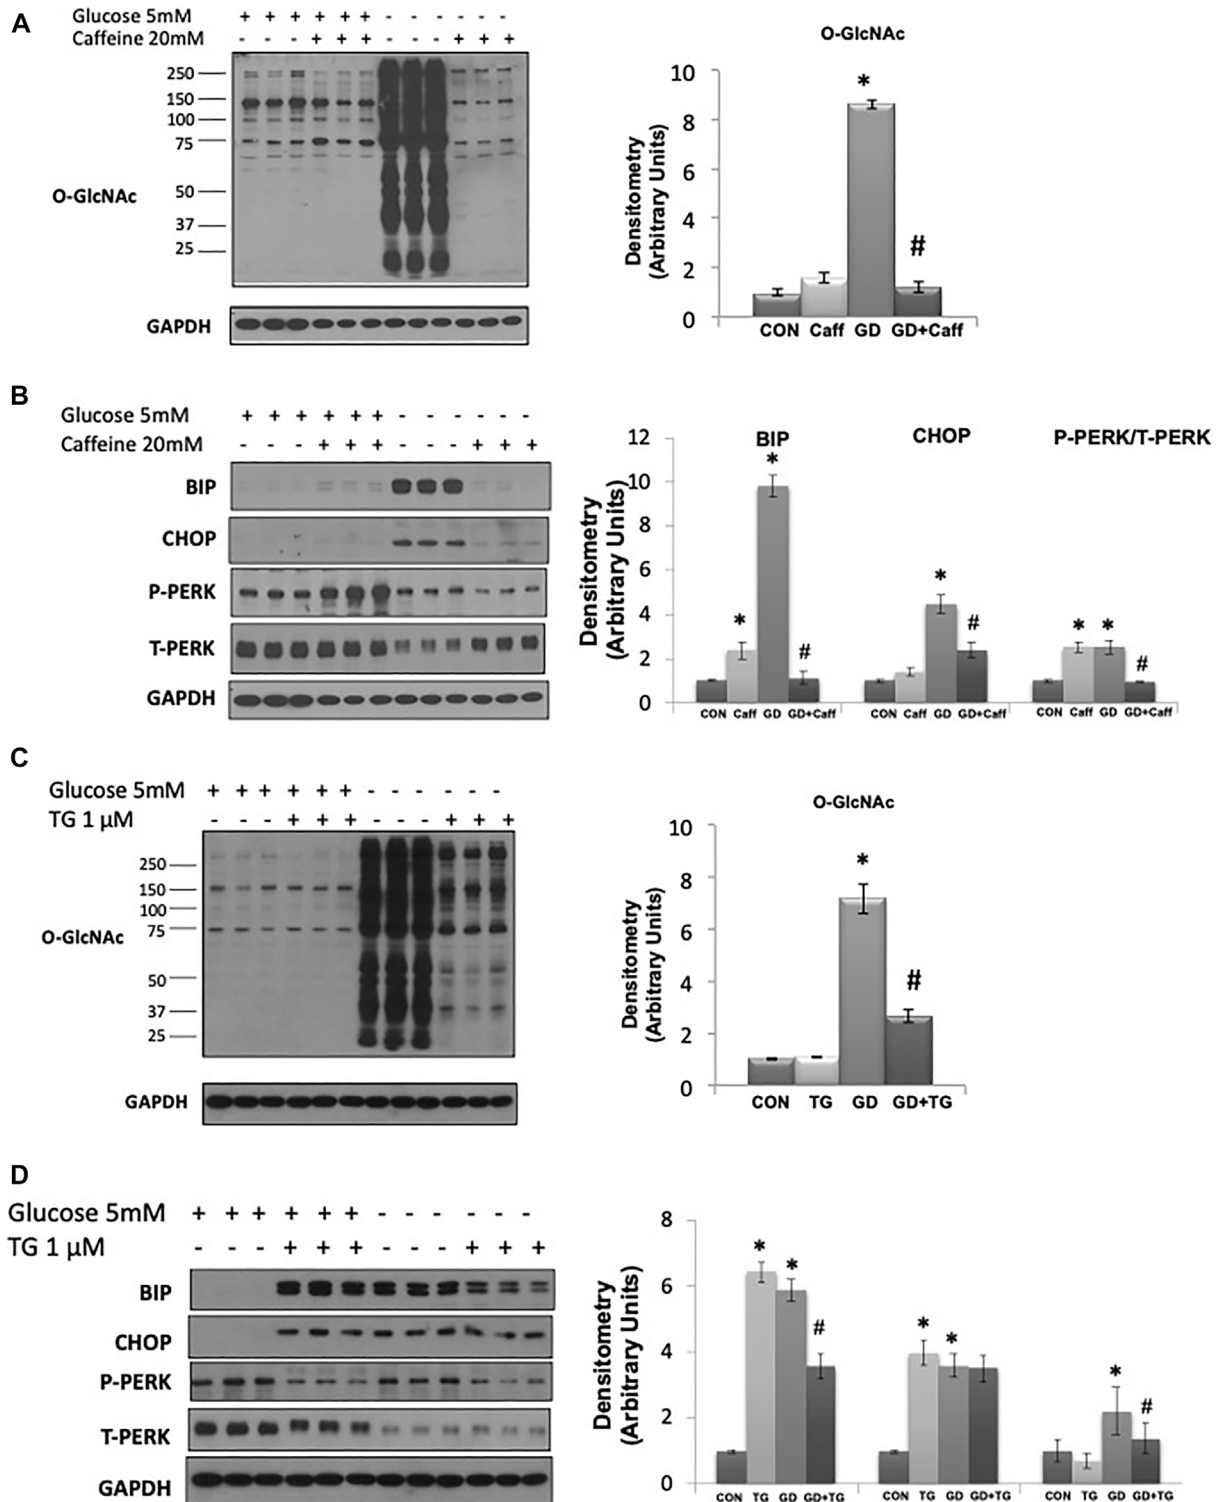 A
Glucose 5mM + + + + + + - - - - - -
Caffeine 20mM - - - + + + - - - + + +
250
150
100
75
O-GlcNAc
50
37
25
GAPDH
O-GlcNAc
Densitometry
(Arbitrary Units)
10
8
6
4
2
0
*
#
CON Caff GD GD+Caff
B
Glucose 5mM + + + + + + - - - - - -
Caffeine 20mM - - - + + + - - - + + +
BIP
CHOP
P-PERK
T-PERK
GAPDH
BIP CHOP P-PERK/T-PERK
Densitometry
(Arbitrary Units)
12
10
8
6
4
2
0
* * #
* #
* * #
CON Caff GD GD+Caff CON Caff GD GD+Caff CON Caff GD GD+Caff
C
Glucose 5mM + + + + + + - - - - - -
TG 1 µM - - - + + + - - - + + +
250
150
100
75
O-GlcNAc
50
37
25
GAPDH
O-GlcNAc
Densitometry
(Arbitrary Units)
10
8
6
4
2
0
*
#
CON TG GD GD+TG
D
Glucose 5mM + + + + + + - - - - - -
TG 1 µM - - - + + + - - - + + +
BIP
CHOP
P-PERK
T-PERK
GAPDH
Densitometry
(Arbitrary Units)
8
6
4
2
0
* * #
* *
* #
CON TG GD GD+TG CON TG GD GD+TG CON TG GD GD+TG